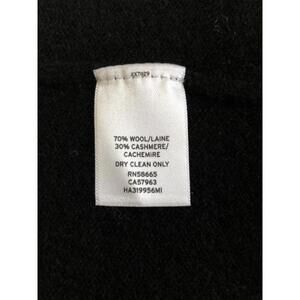 70% WOOL/LAINE
30% CASHMERE/
CACHEMIRE
DRY CLEAN ONLY
RN58665
CA57963
HA319956MI